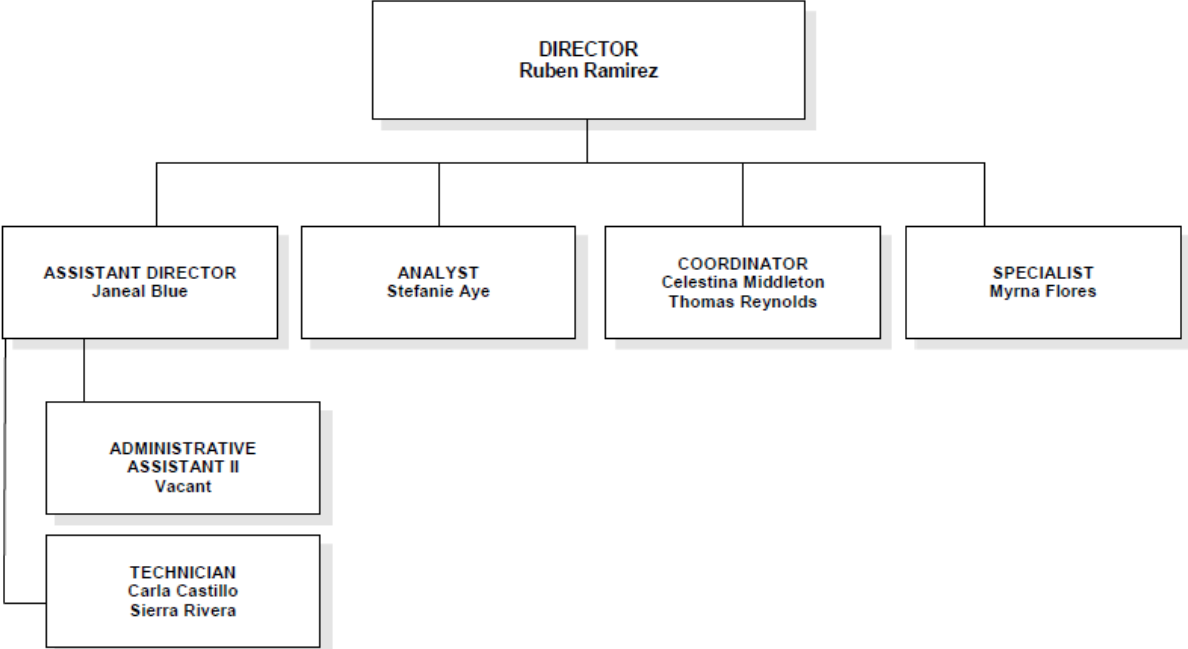 DIRECTOR
Ruben Ramirez
ASSISTANT DIRECTOR
Janeal Blue
ANALYST
Stefanie Aye
COORDINATOR
Celestina Middleton
Thomas Reynolds
SPECIALIST
Myrna Flores
ADMINISTRATIVE
ASSISTANT II
Vacant
TECHNICIAN
Carla Castillo
Sierra Rivera